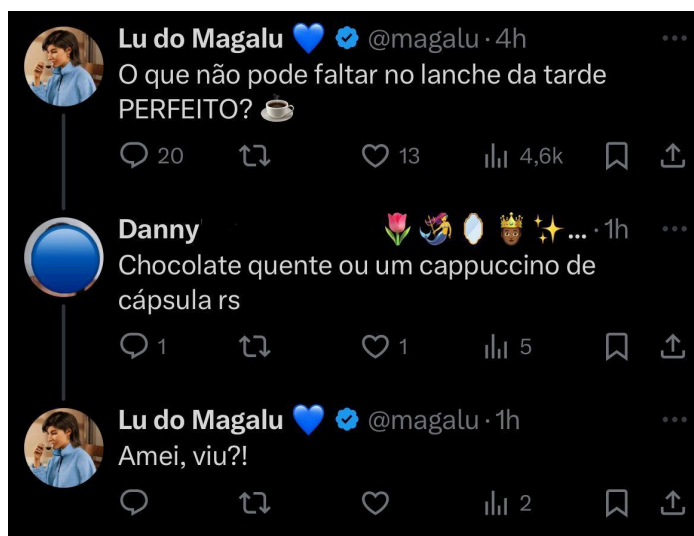 Lu do Magalu 💙 @magalu · 4h
O que não pode faltar no lanche da tarde
PERFEITO? ☕
20 13 4,6k
Danny 🌷🧜‍♀️🪞🤴🏾✨... · 1h
Chocolate quente ou um cappuccino de
cápsula rs
1 1 5
Lu do Magalu 💙 @magalu · 1h
Amei, viu?!
2